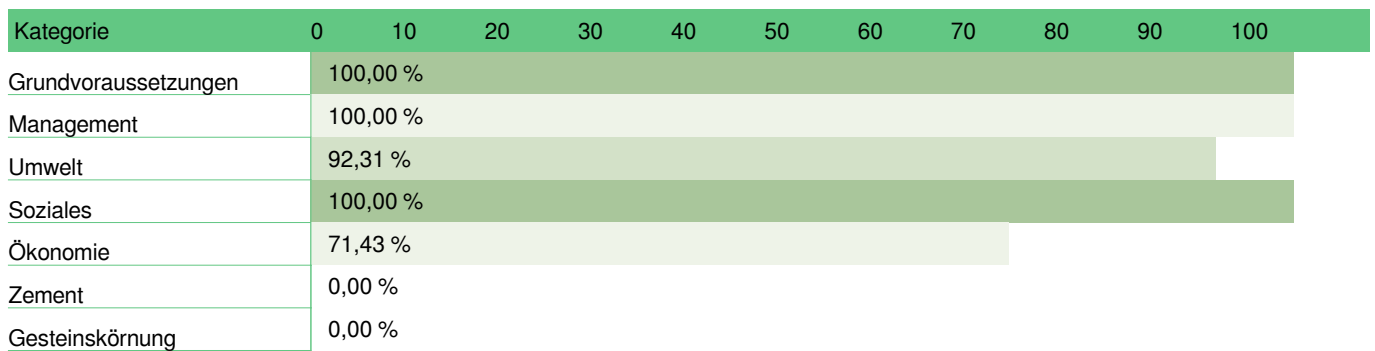 Kategorie 0 10 20 30 40 50 60 70 80 90 100
Grundvoraussetzungen 100,00 %
Management 100,00 %
Umwelt 92,31 %
Soziales 100,00 %
Ökonomie 71,43 %
Zement 0,00 %
Gesteinskörnung 0,00 %